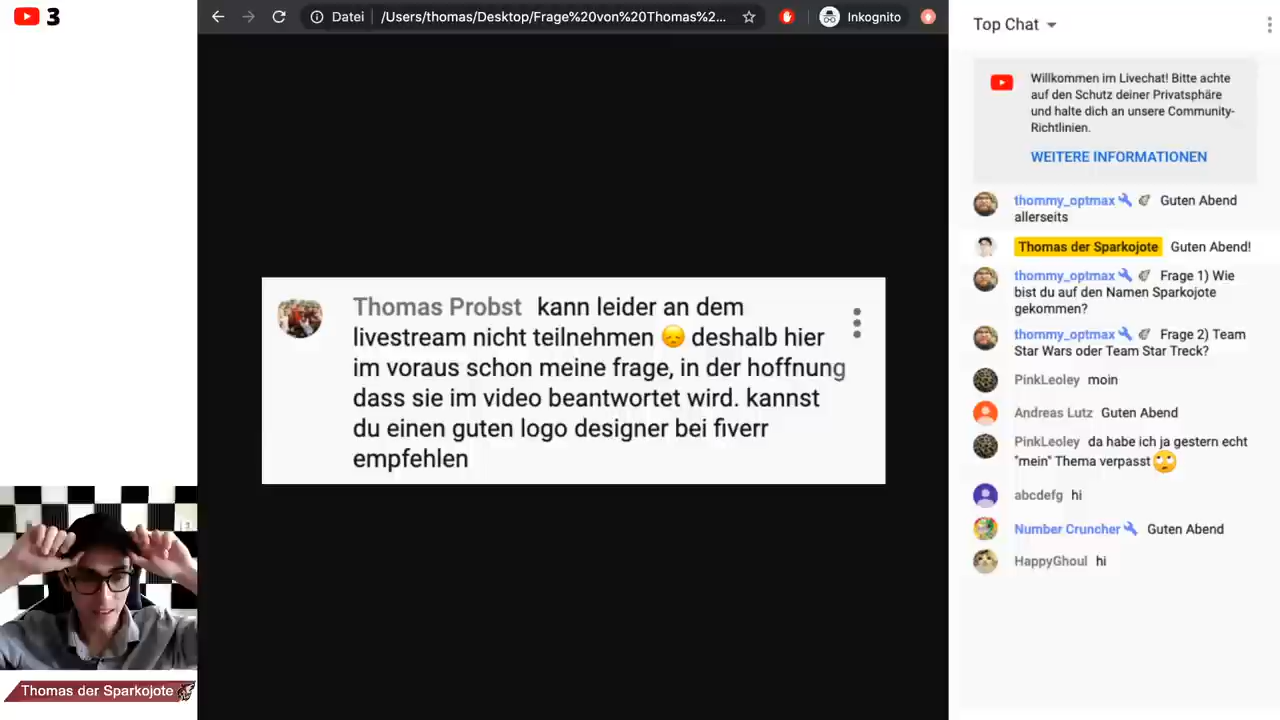 3
Datei
/Users/thomas/Desktop/Frage%20von%20Thomas%2...
Inkognito
Thomas Probst kann leider an dem
livestream nicht teilnehmen 😞 deshalb hier
im voraus schon meine frage, in der hoffnung
dass sie im video beantwortet wird. kannst
du einen guten logo designer bei fiverr
empfehlen
Thomas der Sparkojote
Top Chat
Willkommen im Livechat! Bitte achte
auf den Schutz deiner Privatsphäre
und halte dich an unsere Community-
Richtlinien.
WEITERE INFORMATIONEN
thommy_optmax Guten Abend
allerseits
Thomas der Sparkojote Guten Abend!
thommy_optmax Frage 1) Wie
bist du auf den Namen Sparkojote
gekommen?
thommy_optmax Frage 2) Team
Star Wars oder Team Star Treck?
PinkLeoley moin
Andreas Lutz Guten Abend
PinkLeoley da habe ich ja gestern echt
"mein" Thema verpasst 🙄
abcdefg hi
Number Cruncher Guten Abend
HappyGhoul hi